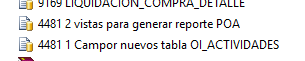 9169 LIQUIDACION_COMPRA_DETALLE
4481 2 vistas para generar reporte POA
4481 1 Campor nuevos tabla OI_ACTIVIDADES